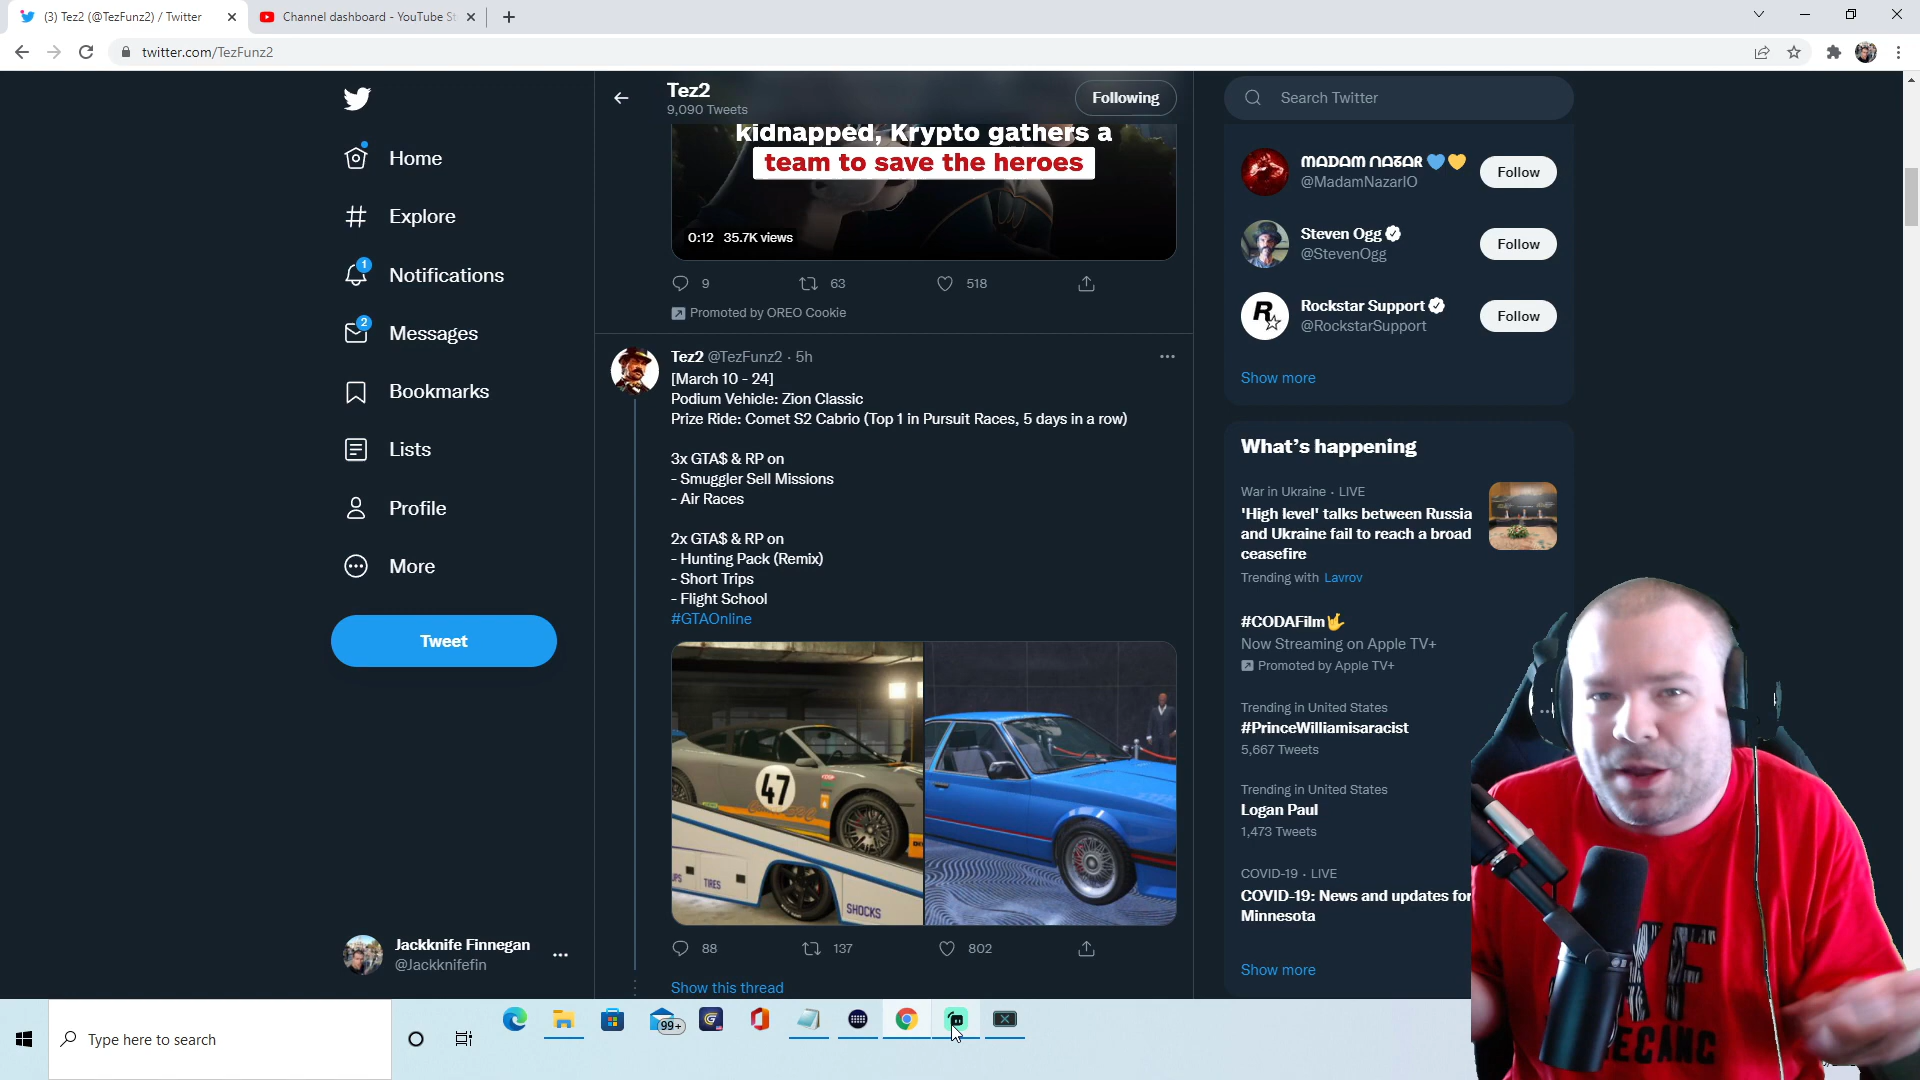 (3) Tez2 (@TezFunz2) / Twitter
Channel dashboard - YouTube St
twitter.com/TezFunz2
Home
Explore
1
Notifications
2
Messages
Bookmarks
Lists
Profile
More
Tweet
Jackknife Finnegan
@Jackknifefin
Tez2
9,090 Tweets
Following
kidnapped, Krypto gathers a
team to save the heroes
0:12 35.7K views
9 63 518
Promoted by OREO Cookie
Tez2 @TezFunz2 · 5h
[March 10 - 24]
Podium Vehicle: Zion Classic
Prize Ride: Comet S2 Cabrio (Top 1 in Pursuit Races, 5 days in a row)
3x GTA$ & RP on
- Smuggler Sell Missions
- Air Races
2x GTA$ & RP on
- Hunting Pack (Remix)
- Short Trips
- Flight School
#GTAOnline
47
TIRES
SHOCKS
88 137 802
Show this thread
Search Twitter
MADAM NAZAR
@MadamNazarIO
Follow
Steven Ogg
@StevenOgg
Follow
R
Rockstar Support
@RockstarSupport
Follow
Show more
What's happening
War in Ukraine · LIVE
'High level' talks between Russia
and Ukraine fail to reach a broad
ceasefire
Trending with Lavrov
#CODAFilm
Now Streaming on Apple TV+
Promoted by Apple TV+
Trending in United States
#PrinceWilliamisaracist
5,667 Tweets
Trending in United States
Logan Paul
1,473 Tweets
COVID-19 · LIVE
COVID-19: News and updates for
Minnesota
Show more
Type here to search
99+